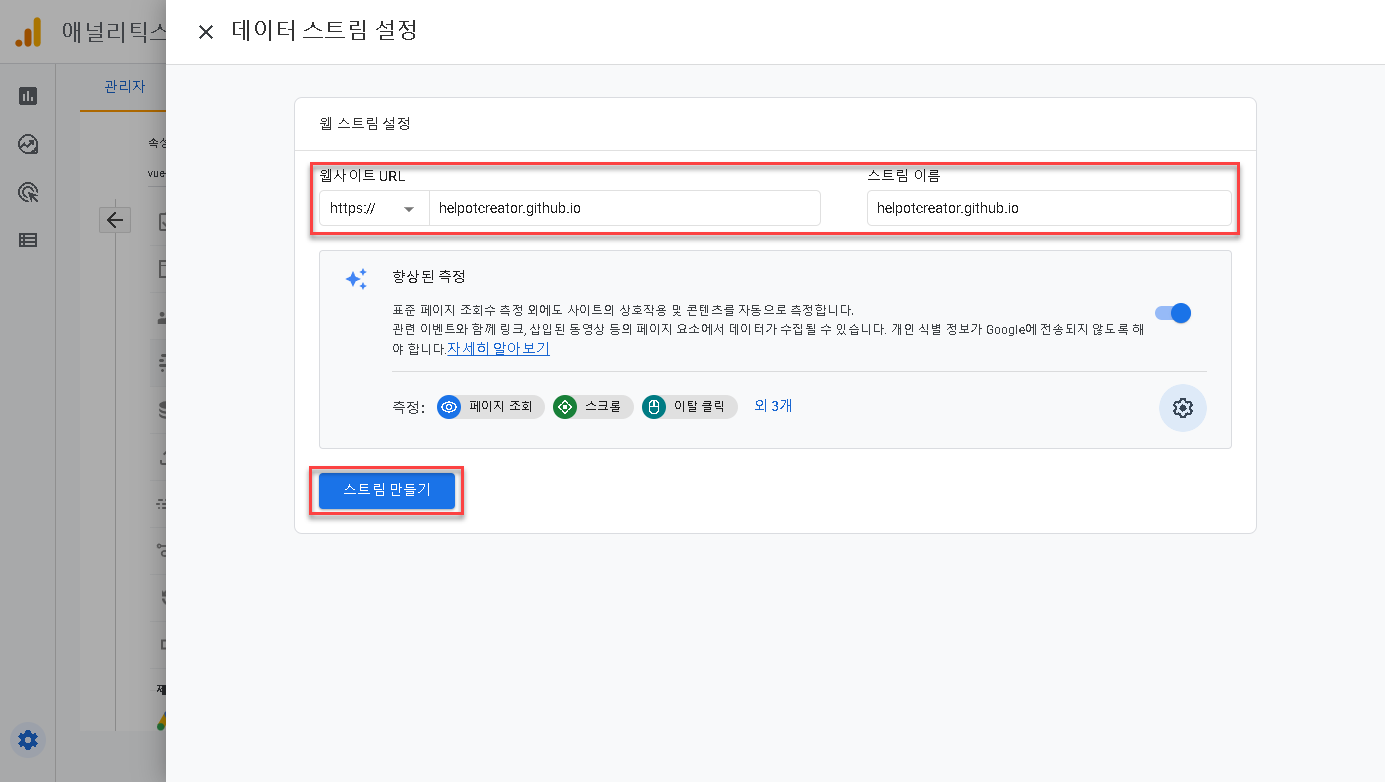 애널리틱스
데이터 스트림 설정
관리자
웹 스트림 설정
웹사이트 URL
스트림 이름
https://
helpotcreator.github.io
helpotcreator.github.io
향상된 측정
표준 페이지 조회수 측정 외에도 사이트의 상호작용 및 콘텐츠를 자동으로 측정합니다.
관련 이벤트와 함께 링크, 삽입된 동영상 등의 페이지 요소에서 데이터가 수집될 수 있습니다. 개인 식별 정보가 Google에 전송되지 않도록 해
야 합니다.자세히 알아보기
측정:
페이지 조회
스크롤
이탈 클릭
외 3개
스트림 만들기